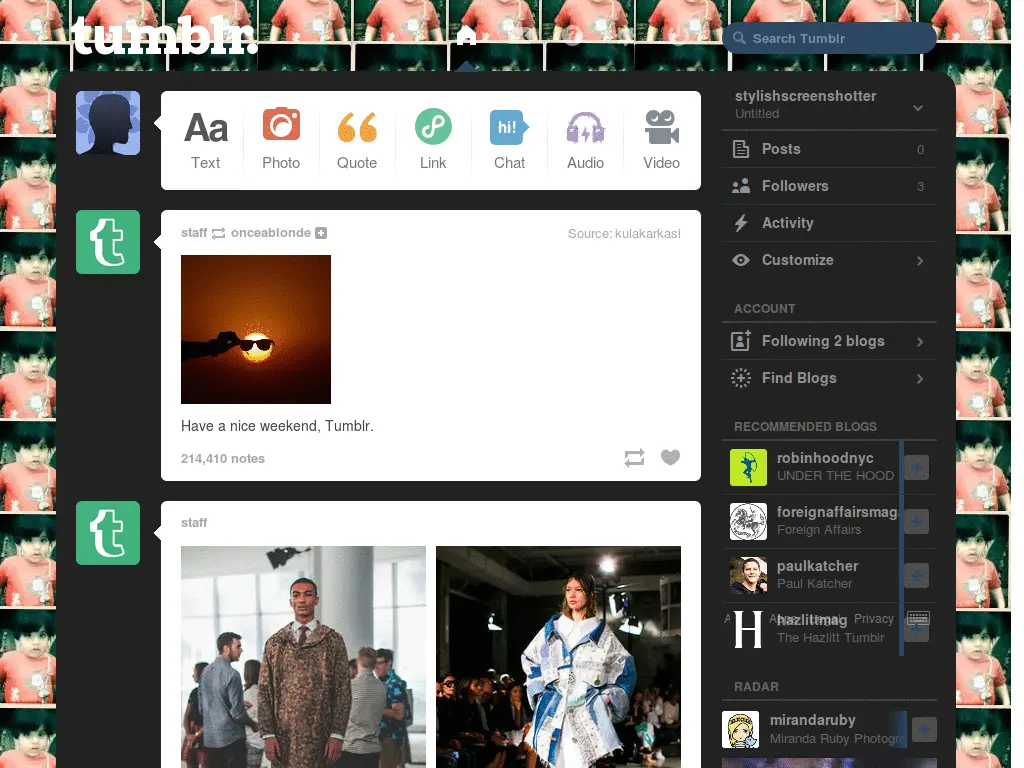 tumblr.
Search Tumblr
Aa
Text
Photo
Quote
Link
hi!
Chat
Audio
Video
staff onceablonde
Source: kulakarkasi
Have a nice weekend, Tumblr.
214,410 notes
staff
stylishscreenshotter
Untitled
Posts 0
Followers 3
Activity
Customize
ACCOUNT
Following 2 blogs
Find Blogs
RECOMMENDED BLOGS
robinhoodnyc
UNDER THE HOOD
foreignaffairsmag
Foreign Affairs
paulkatcher
Paul Katcher
H
hazlittmag
Privacy
The Hazlitt Tumblr
RADAR
mirandaruby
Miranda Ruby Photogra